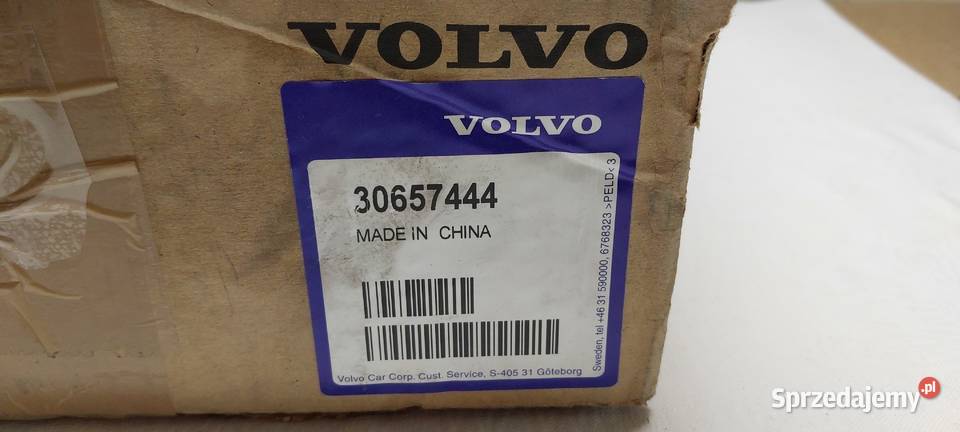 VOLVO
VOLVO
30657444
MADE IN CHINA
Volvo Car Corp. Cust. Service, S-405 31 Göteborg
Sweden, tel +46 31 590000, 6768323 >PELD< 3
Sprzedajemy.pl